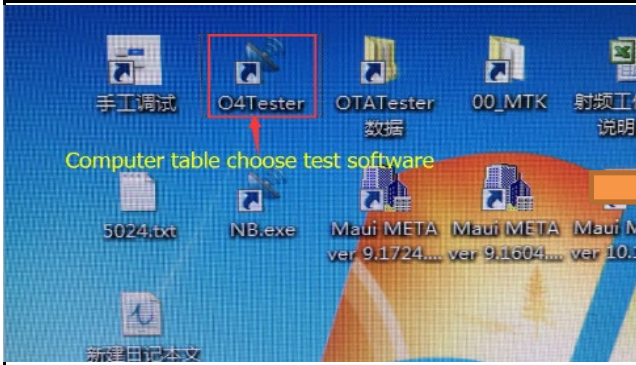 手工调试
O4Tester
OTATester
数据
00_MTK
射频工
说明
Computer table choose test software
5024.txt
NB.exe
Maui META
ver 9.1724....
Maui META
ver 9.1604....
Maui M
ver 10.1
新建日记本文